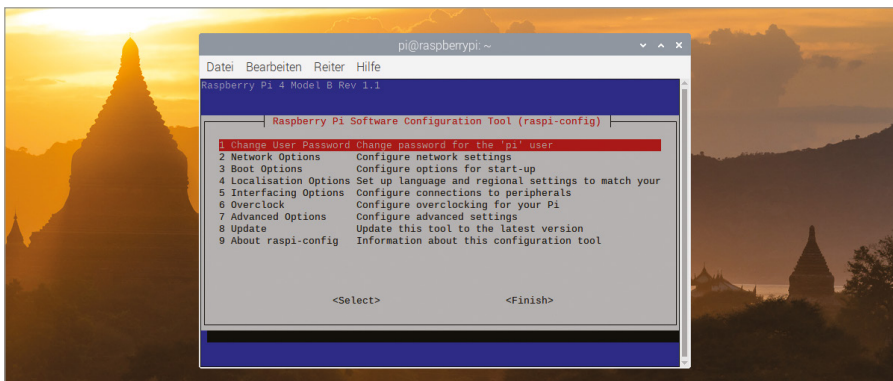 pi@raspberrypi: ~
Datei Bearbeiten Reiter Hilfe
Raspberry Pi 4 Model B Rev 1.1
Raspberry Pi Software Configuration Tool (raspi-config)
1 Change User Password Change password for the 'pi' user
2 Network Options Configure network settings
3 Boot Options Configure options for start-up
4 Localisation Options Set up language and regional settings to match your
5 Interfacing Options Configure connections to peripherals
6 Overclock Configure overclocking for your Pi
7 Advanced Options Configure advanced settings
8 Update Update this tool to the latest version
9 About raspi-config Information about this configuration tool
<Select> <Finish>